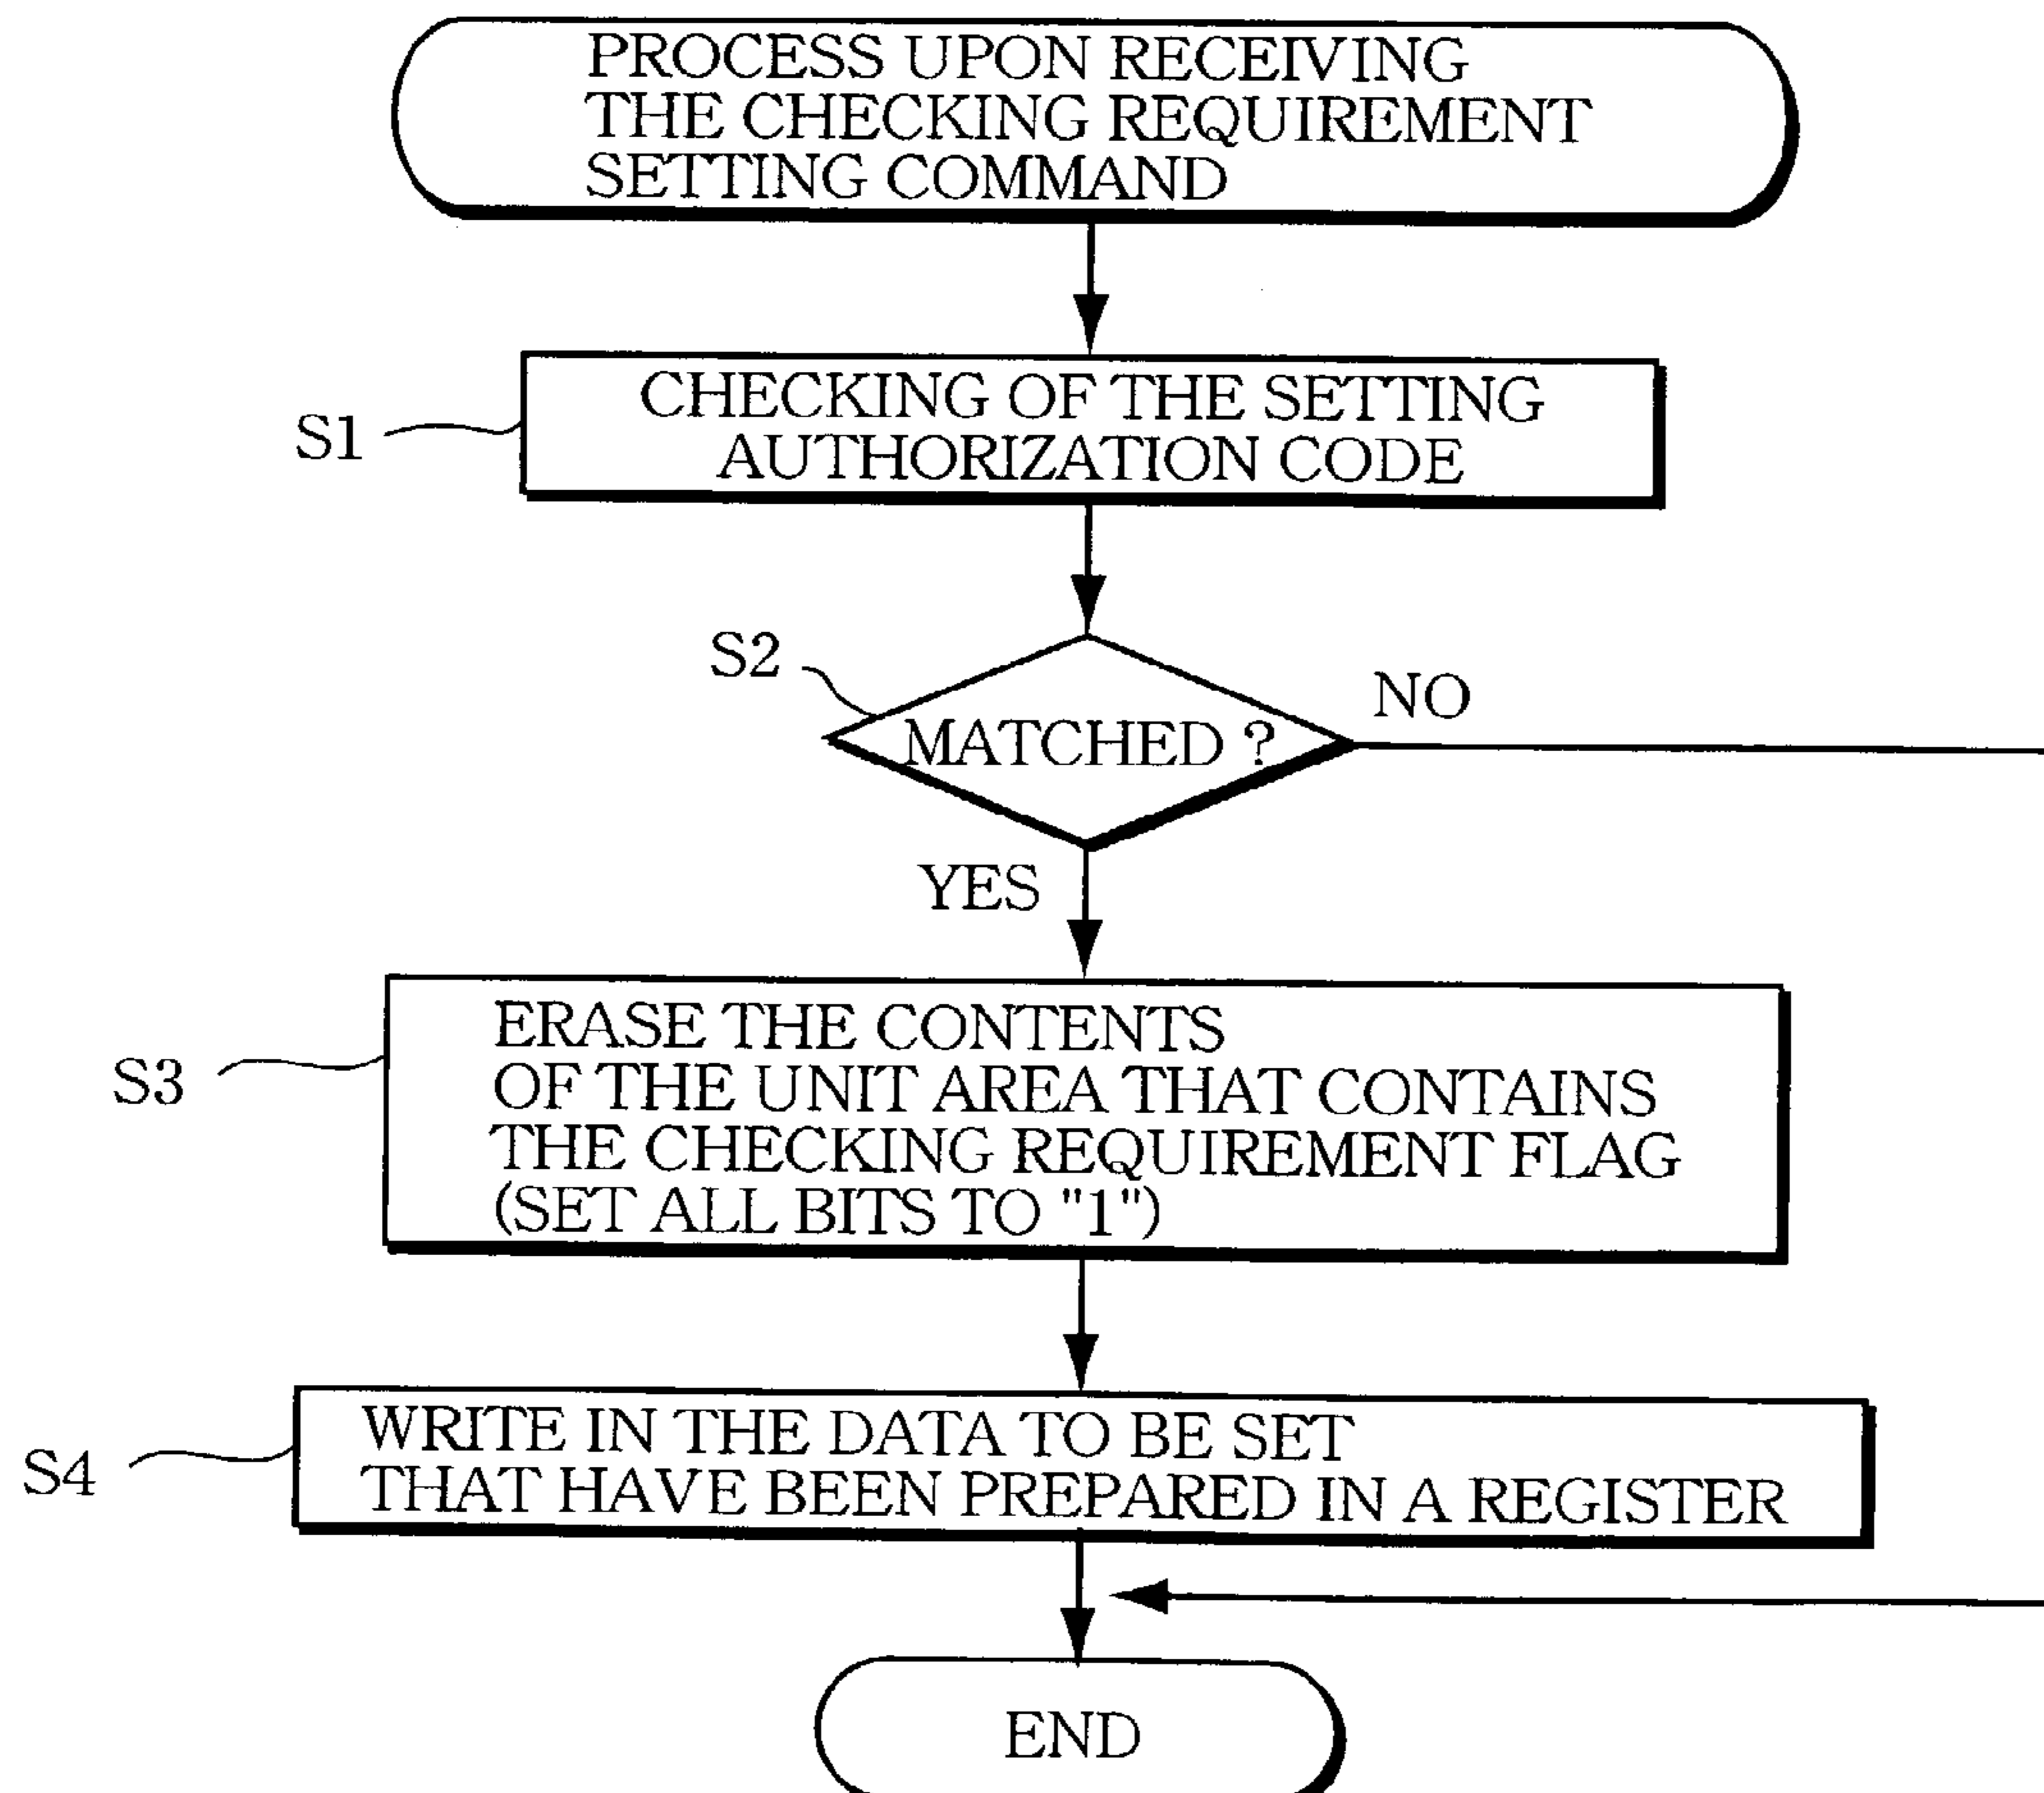 PROCESS UPON RECEIVING
THE CHECKING REQUIREMENT
SETTING COMMAND
S1
CHECKING OF THE SETTING
AUTHORIZATION CODE
S2
MATCHED ?
NO
YES
S3
ERASE THE CONTENTS
OF THE UNIT AREA THAT CONTAINS
THE CHECKING REQUIREMENT FLAG
(SET ALL BITS TO "1")
S4
WRITE IN THE DATA TO BE SET
THAT HAVE BEEN PREPARED IN A REGISTER
END